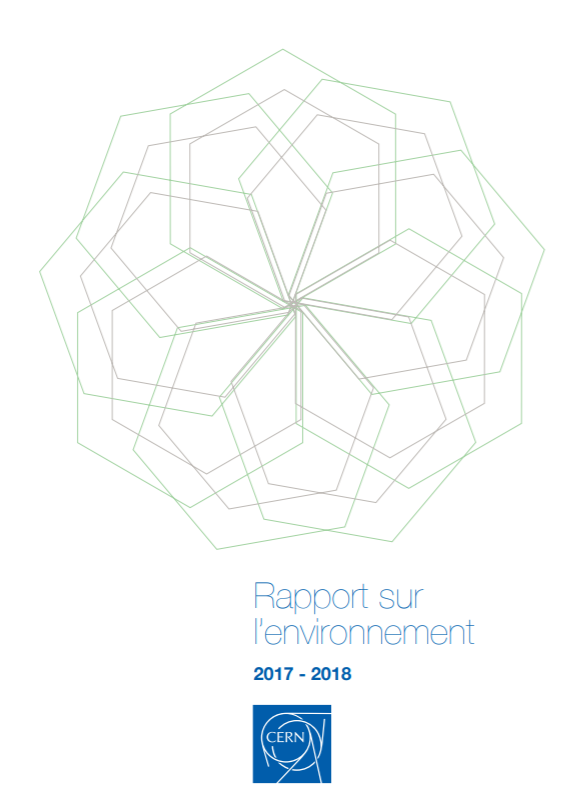 Rapport sur
l'environnement
2017 - 2018
CERN